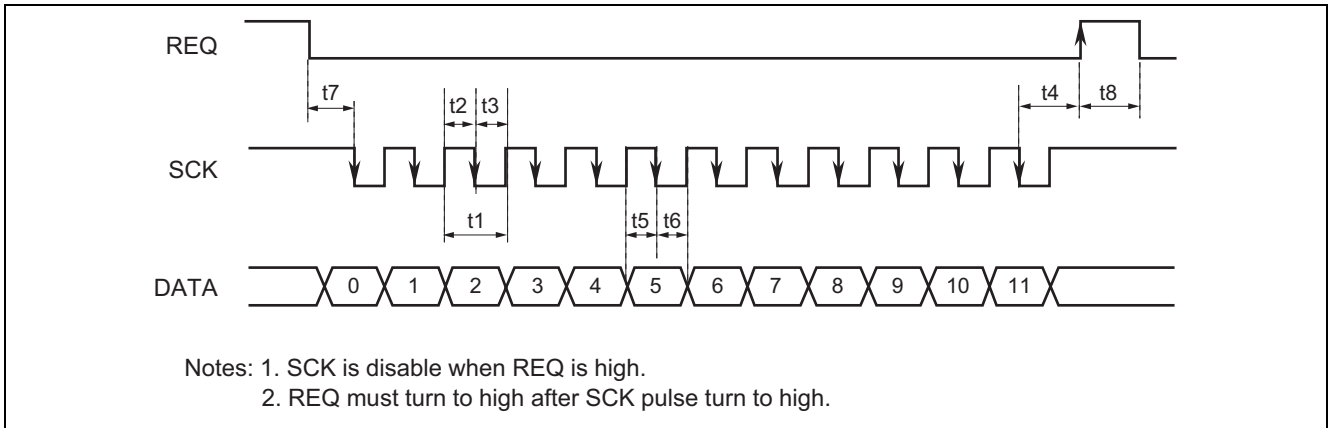 REQ
t7
t2
t3
t4
t8
SCK
t1
t5
t6
DATA
0
1
2
3
4
5
6
7
8
9
10
11
Notes: 1. SCK is disable when REQ is high.
2. REQ must turn to high after SCK pulse turn to high.